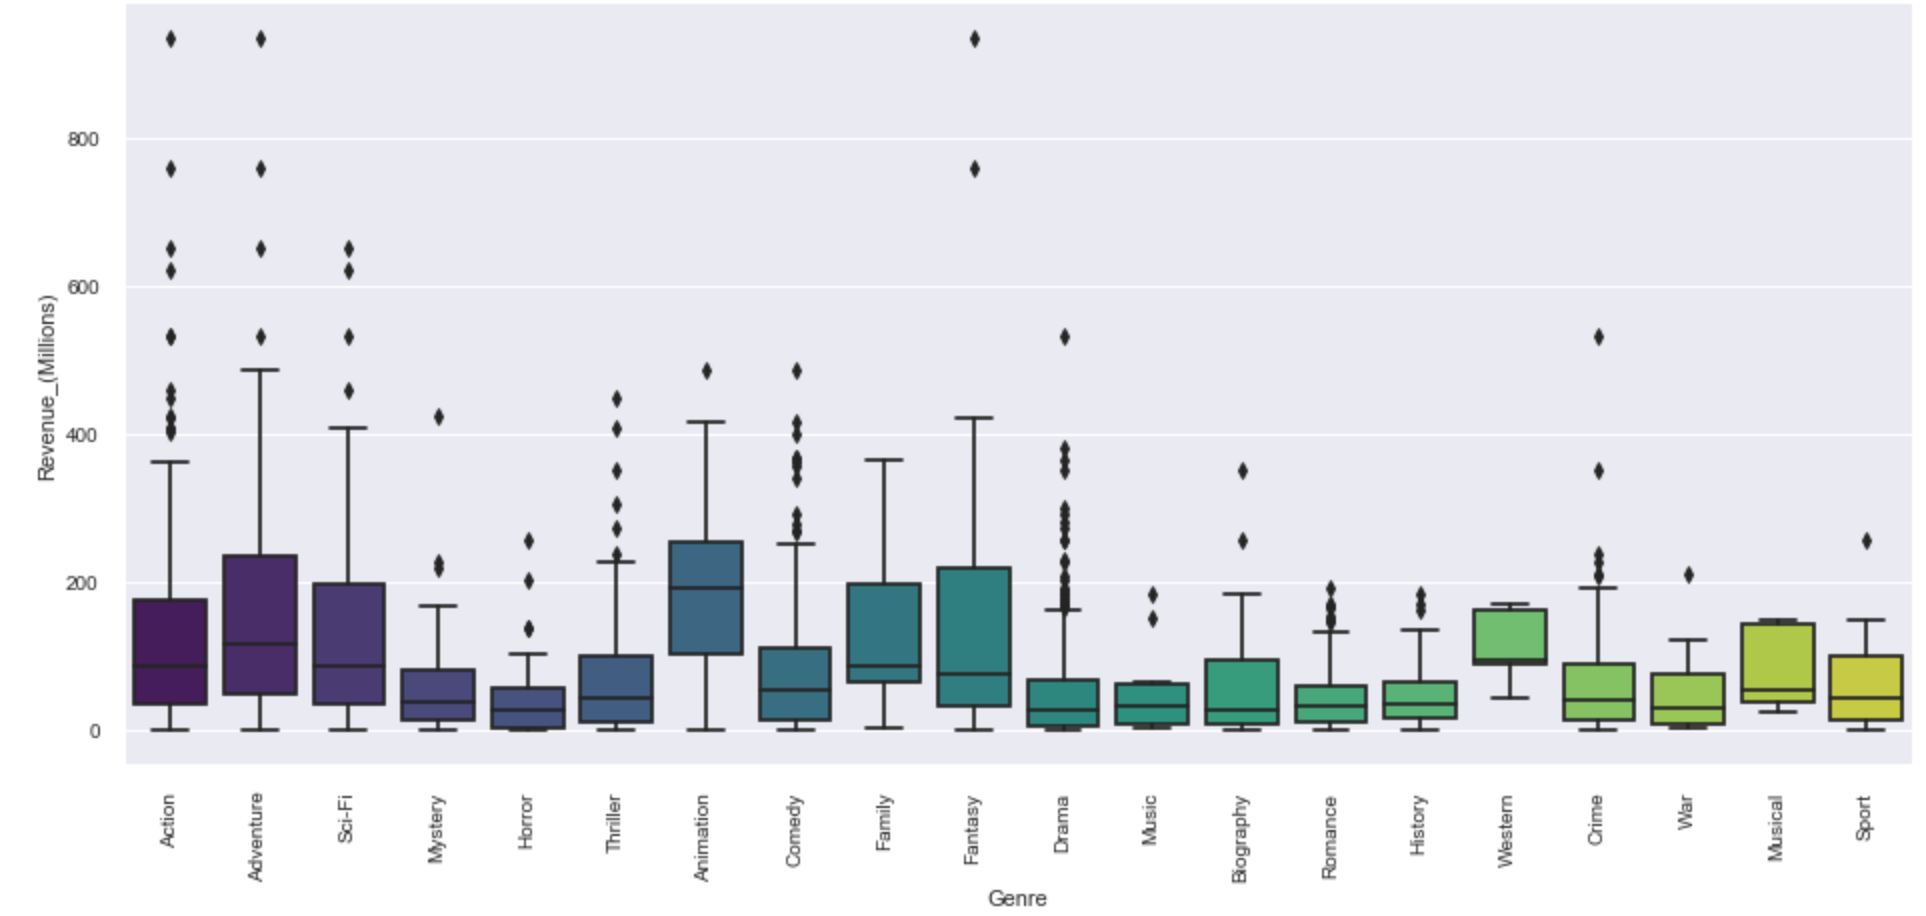 800
600
400
200
0
Revenue_(Millions)
Action
Adventure
Sci-Fi
Mystery
Horror
Thriller
Animation
Comedy
Family
Fantasy
Drama
Music
Biography
Romance
History
Western
Crime
War
Musical
Sport
Genre